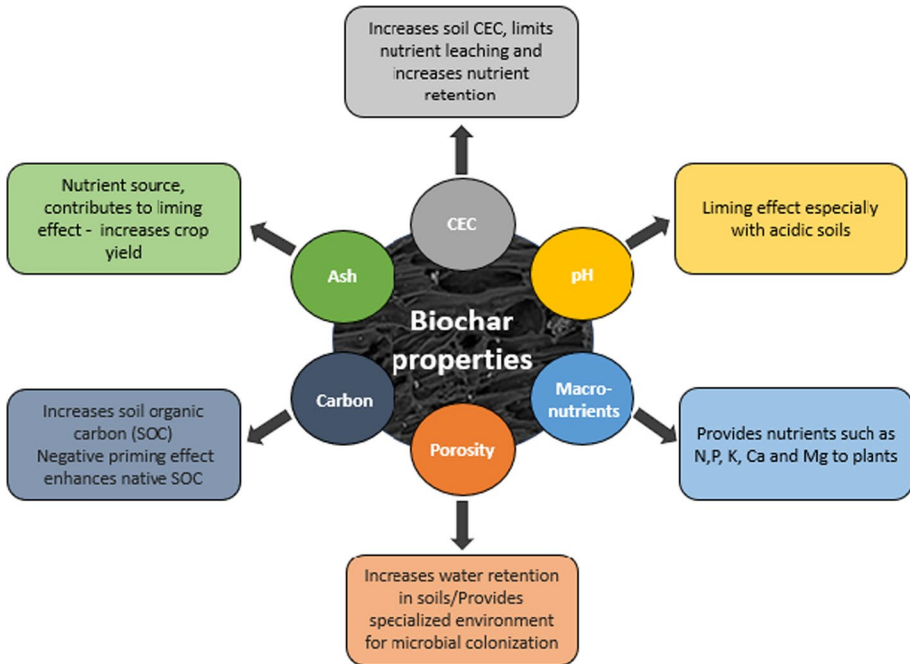 Increases soil CEC, limits
nutrient leaching and
increases nutrient
retention
Nutrient source,
contributes to liming
effect - increases crop
yield
CEC
Liming effect especially
with acidic soils
Ash
pH
Biochar
properties
Carbon
Macro-
nutrients
Porosity
Increases soil organic
carbon (SOC)
Negative priming effect
enhances native SOC
Provides nutrients such as
N,P, K, Ca and Mg to plants
Increases water retention
in soils/Provides
specialized environment
for microbial colonization